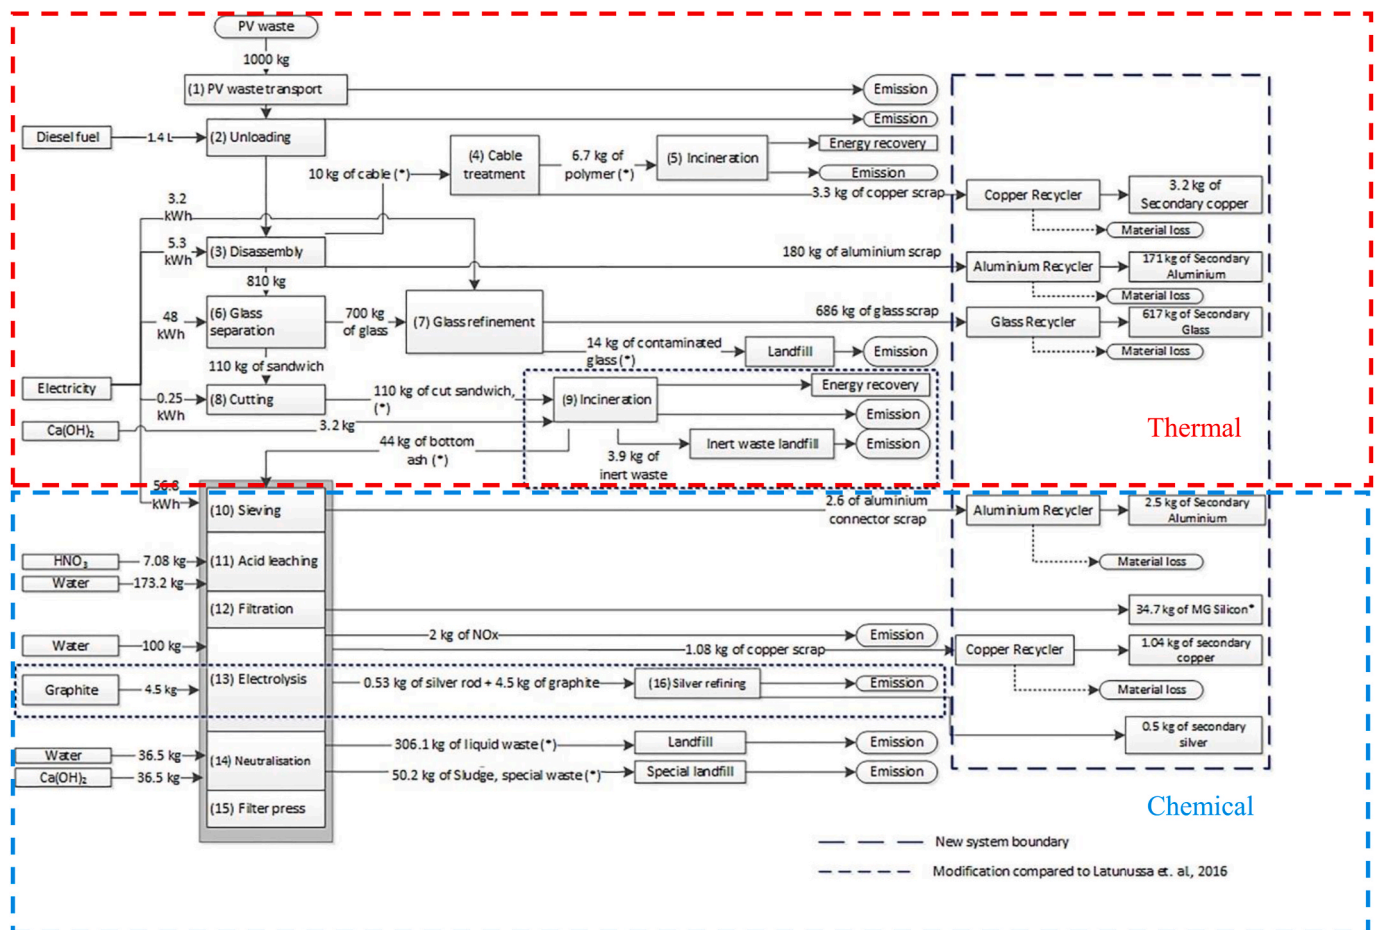 PV waste
1000 kg
(1) PV waste transport
Emission
Diesel fuel
1.4 L
(2) Unloading
Emission
10 kg of cable (*)
(4) Cable
treatment
6.7 kg of
polymer (*)
(5) Incineration
Energy recovery
Emission
3.3 kg of copper scrap
Copper Recycler
3.2 kg of
Secondary copper
Material loss
3.2
kWh
5.3
kWh
(3) Disassembly
180 kg of aluminium scrap
Aluminium Recycler
171 kg of Secondary
Aluminium
Material loss
810 kg
48
kWh
(6) Glass
separation
700 kg
of glass
(7) Glass refinement
686 kg of glass scrap
Glass Recycler
617 kg of Secondary
Glass
Material loss
14 kg of contaminated
glass (*)
Landfill
Emission
110 kg of sandwich
Electricity
0.25
kWh
(8) Cutting
110 kg of cut sandwich,
(*)
(9) Incineration
Energy recovery
Emission
Ca(OH)₂
3.2 kg
44 kg of bottom
ash (*)
3.9 kg of
inert waste
Inert waste landfill
Emission
Thermal
56.8
kWh
(10) Sieving
2.6 of aluminium
connector scrap
Aluminium Recycler
2.5 kg of Secondary
Aluminium
Material loss
HNO₃
7.08 kg
(11) Acid leaching
Water
173.2 kg
(12) Filtration
34.7 kg of MG Silicon*
Water
100 kg
2 kg of NOx
Emission
1.08 kg of copper scrap
Copper Recycler
1.04 kg of secondary
copper
Material loss
Graphite
4.5 kg
(13) Electrolysis
0.53 kg of silver rod + 4.5 kg of graphite
(16) Silver refining
Emission
0.5 kg of secondary
silver
Water
36.5 kg
(14) Neutralisation
306.1 kg of liquid waste (*)
Landfill
Emission
Ca(OH)₂
36.5 kg
50.2 kg of Sludge, special waste (*)
Special landfill
Emission
(15) Filter press
Chemical
New system boundary
Modification compared to Latunussa et. al., 2016